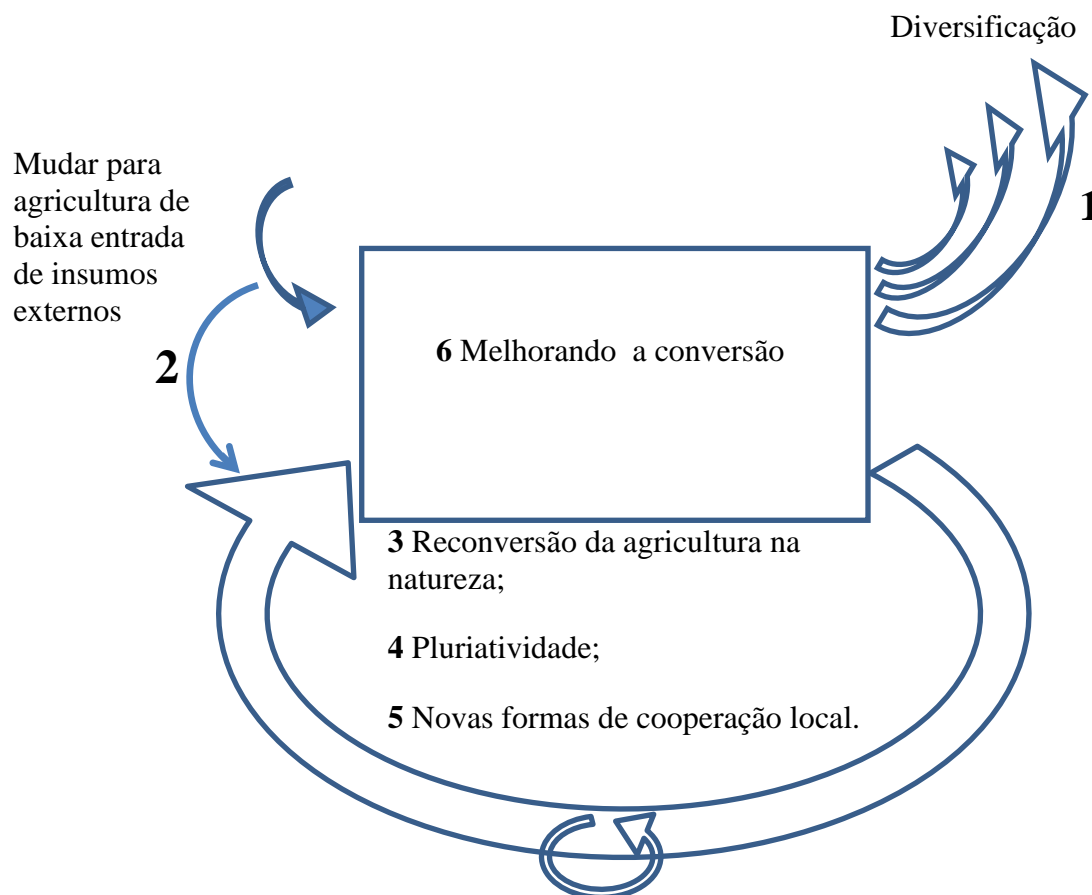 Diversificação
1
Mudar para
agricultura de
baixa entrada
de insumos
externos
2
6 Melhorando a conversão
3 Reconversão da agricultura na
natureza;
4 Pluriatividade;
5 Novas formas de cooperação local.